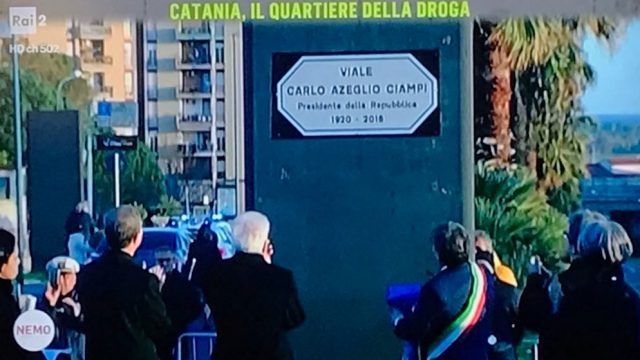 Rai 2
HD ch 502
CATANIA, IL QUARTIERE DELLA DROGA
VIALE
CARLO AZEGLIO CIAMPI
Presidente della Repubblica
1920 - 2016
NEMO